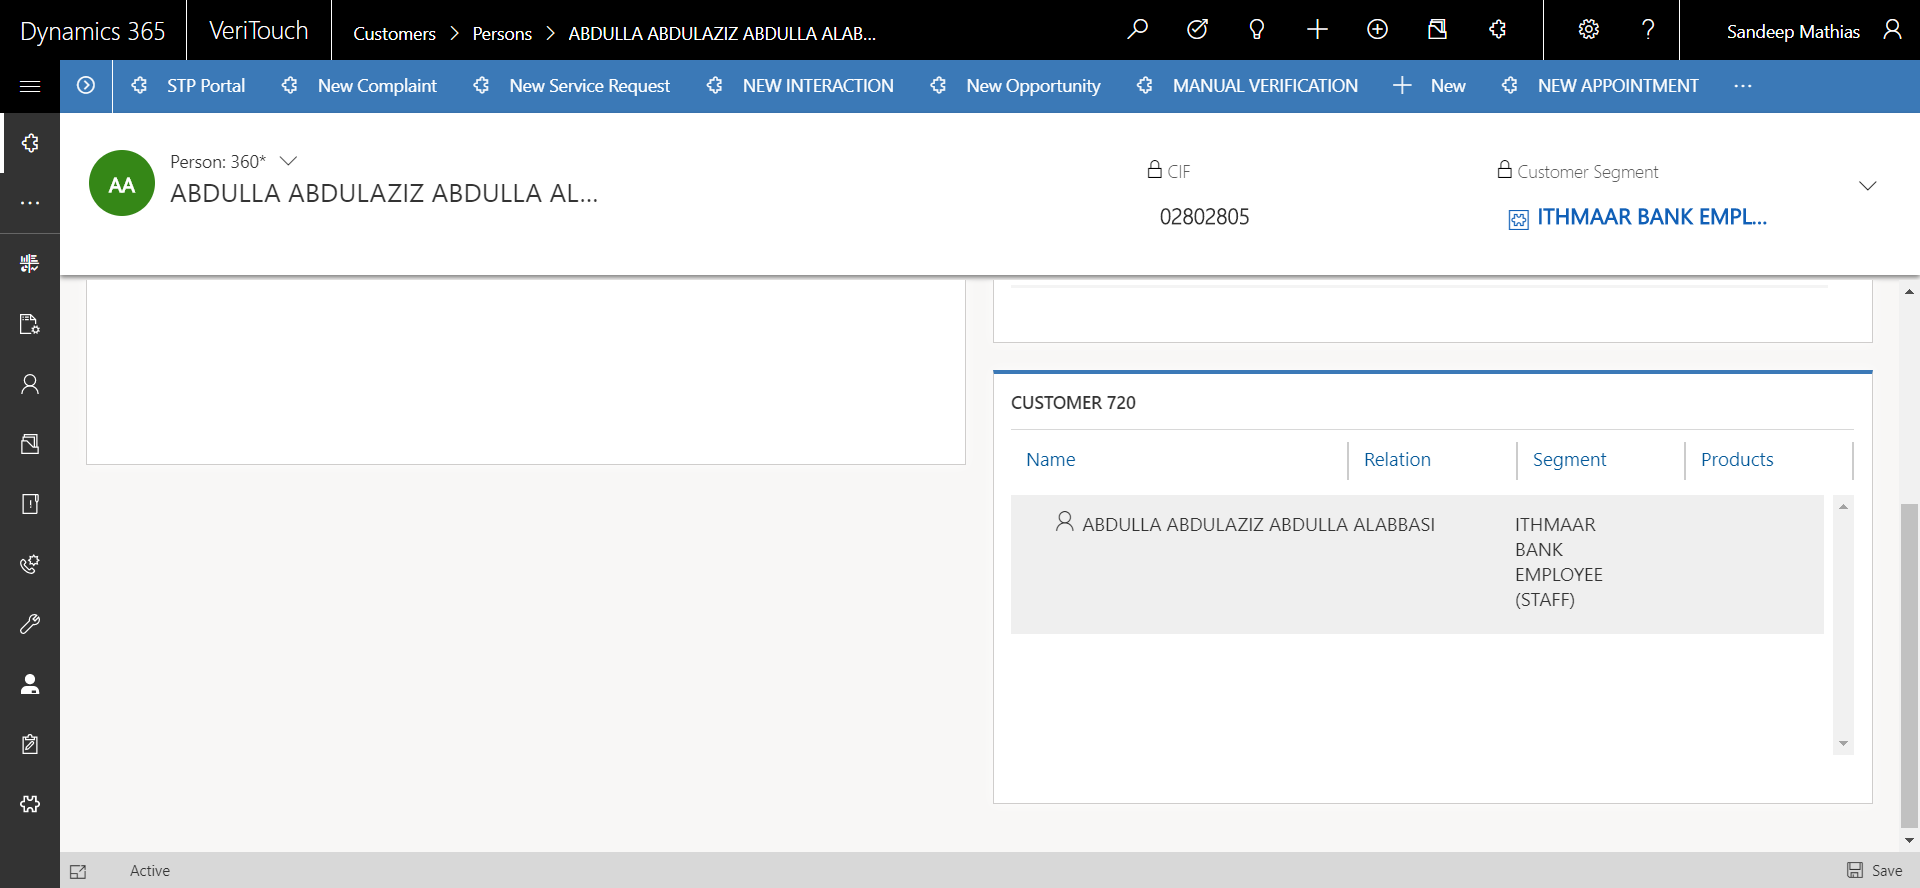 Dynamics 365
VeriTouch
Customers > Persons > ABDULLA ABDULAZIZ ABDULLA ALAB...
?
Sandeep Mathias
STP Portal
New Complaint
New Service Request
NEW INTERACTION
New Opportunity
MANUAL VERIFICATION
New
NEW APPOINTMENT
...
AA
Person: 360*
ABDULLA ABDULAZIZ ABDULLA AL...
CIF
02802805
Customer Segment
ITHMAAR BANK EMPL...
CUSTOMER 720
Name
Relation
Segment
Products
ABDULLA ABDULAZIZ ABDULLA ALABBASI
ITHMAAR
BANK
EMPLOYEE
(STAFF)
Active
Save